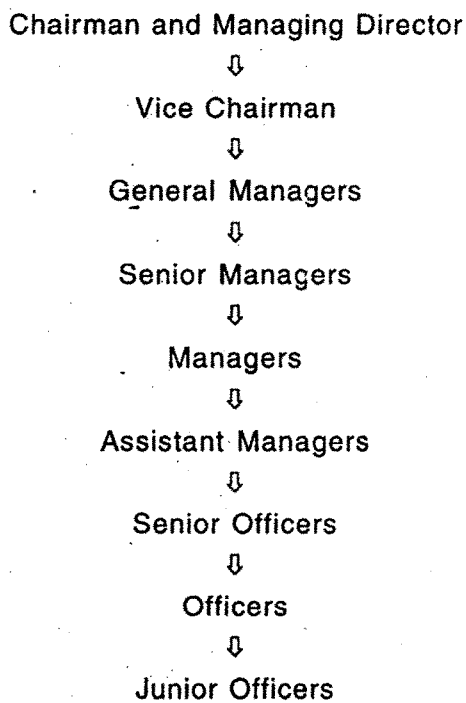 Chairman and Managing Director
⇩
Vice Chairman
⇩
General Managers
⇩
Senior Managers
⇩
Managers
⇩
Assistant Managers
⇩
Senior Officers
⇩
Officers
⇩
Junior Officers